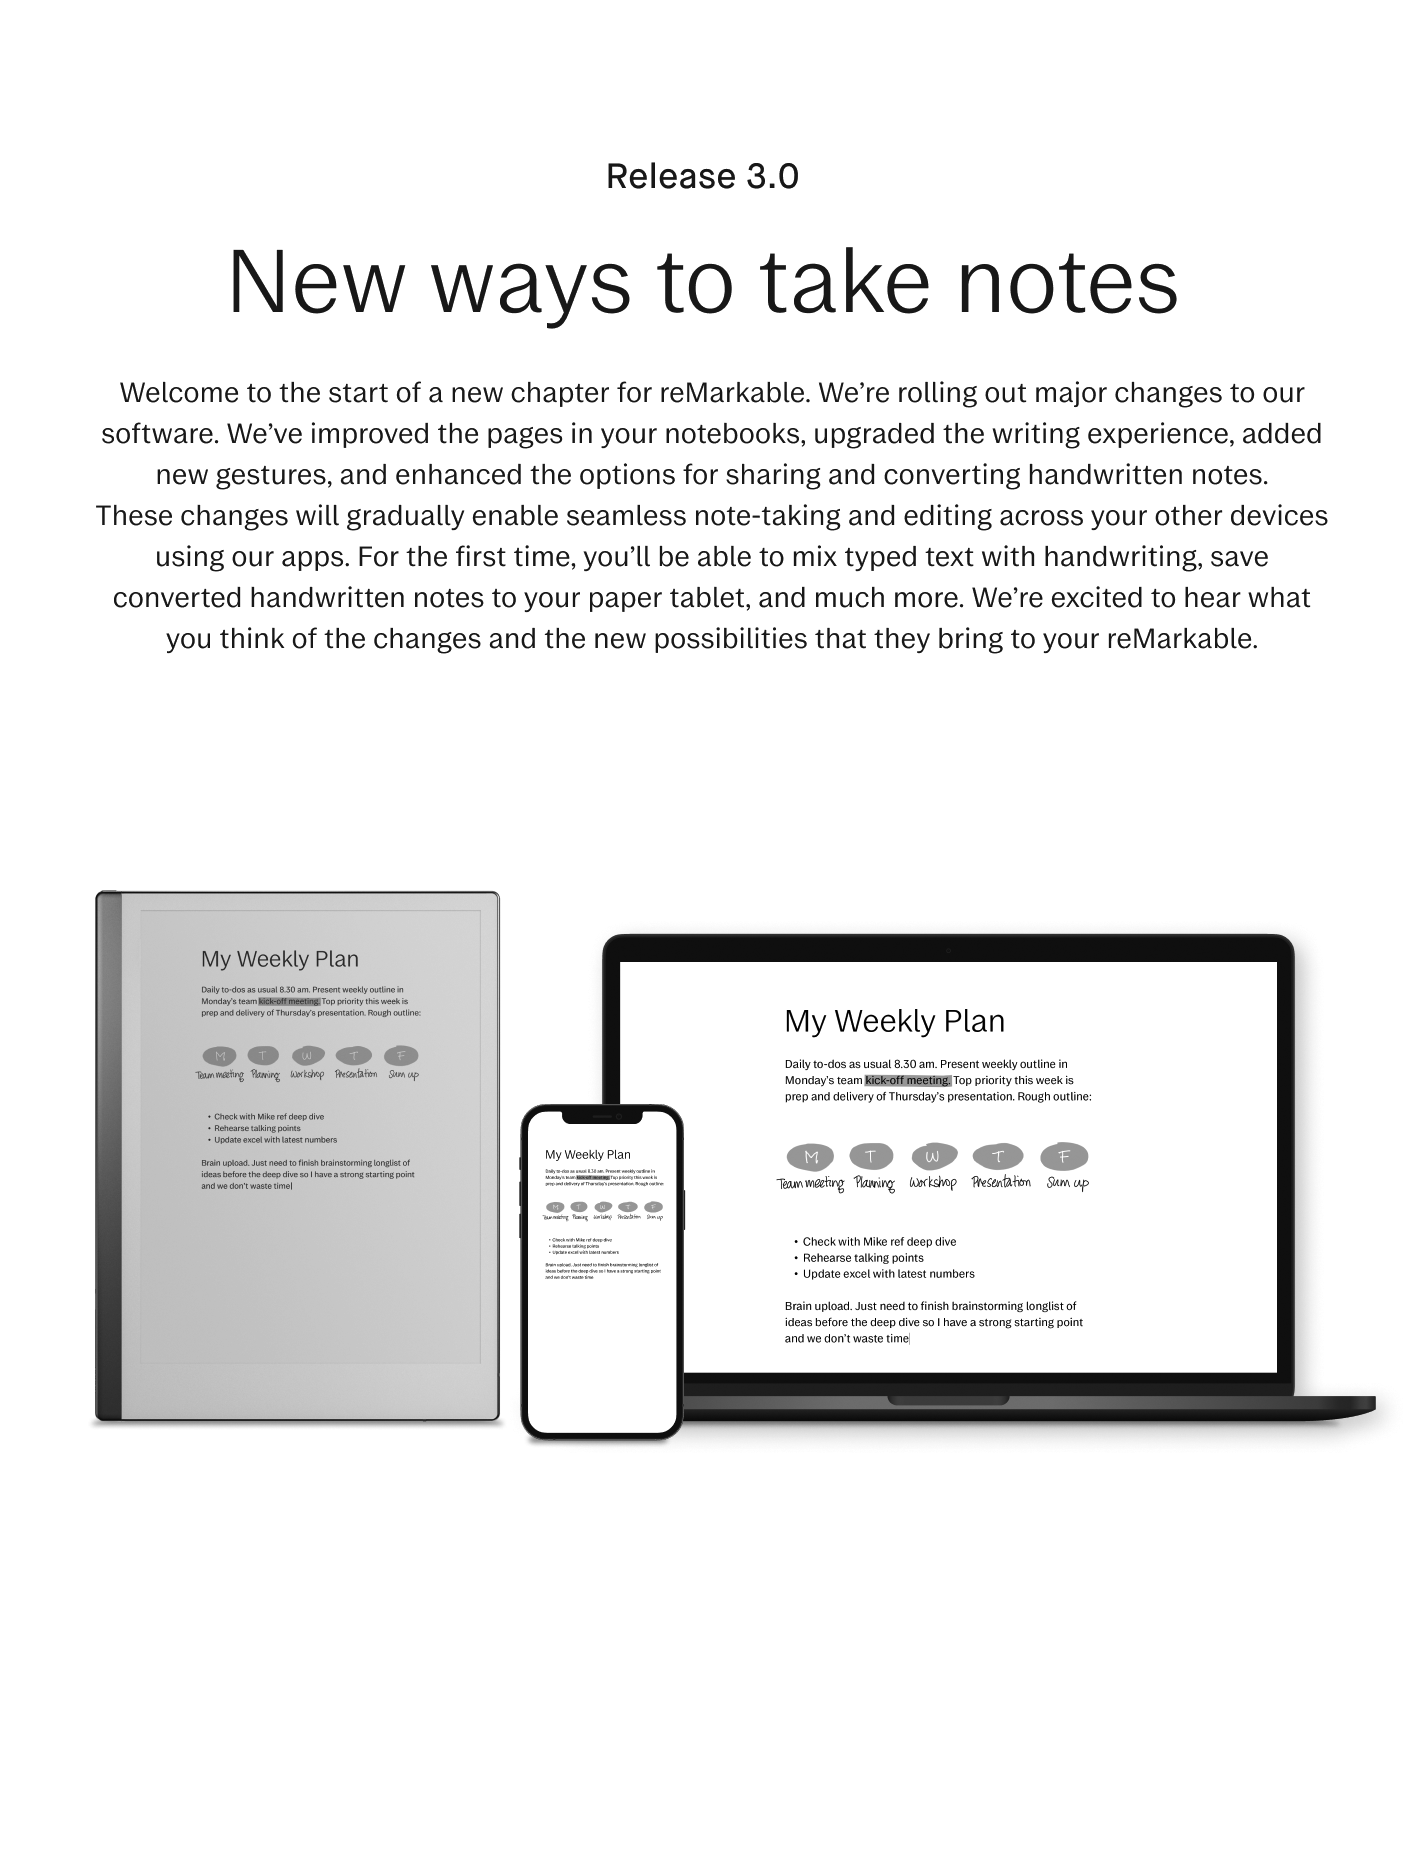 Release 3.0
New ways to take notes
Welcome to the start of a new chapter for reMarkable. We’re rolling out major changes to our
software. We’ve improved the pages in your notebooks, upgraded the writing experience, added
new gestures, and enhanced the options for sharing and converting handwritten notes.
These changes will gradually enable seamless note-taking and editing across your other devices
using our apps. For the first time, you’ll be able to mix typed text with handwriting, save
converted handwritten notes to your paper tablet, and much more. We’re excited to hear what
you think of the changes and the new possibilities that they bring to your reMarkable.
My Weekly Plan
Daily to-dos as usual 8.30 am. Present weekly outline in
Monday’s team kick-off meeting. Top priority this week is
prep and delivery of Thursday’s presentation. Rough outline:
M T W T F
Team meeting Planning Workshop Presentation Sum up
• Check with Mike ref deep dive
• Rehearse talking points
• Update excel with latest numbers
Brain upload. Just need to finish brainstorming longlist of
ideas before the deep dive so I have a strong starting point
and we don’t waste time
My Weekly Plan
Daily to-dos as usual 8.30 am. Present weekly outline in
Monday’s team kick-off meeting. Top priority this week is
prep and delivery of Thursday’s presentation. Rough outline:
M T W T F
Team meeting Planning Workshop Presentation Sum up
• Check with Mike ref deep dive
• Rehearse talking points
• Update excel with latest numbers
Brain upload. Just need to finish brainstorming longlist of
ideas before the deep dive so I have a strong starting point
and we don’t waste time
My Weekly Plan
Daily to-dos as usual 8.30 am. Present weekly outline in
Monday’s team kick-off meeting. Top priority this week is
prep and delivery of Thursday’s presentation. Rough outline:
M T W T F
Team meeting Planning Workshop Presentation Sum up
• Check with Mike ref deep dive
• Rehearse talking points
• Update excel with latest numbers
Brain upload. Just need to finish brainstorming longlist of
ideas before the deep dive so I have a strong starting point
and we don’t waste time